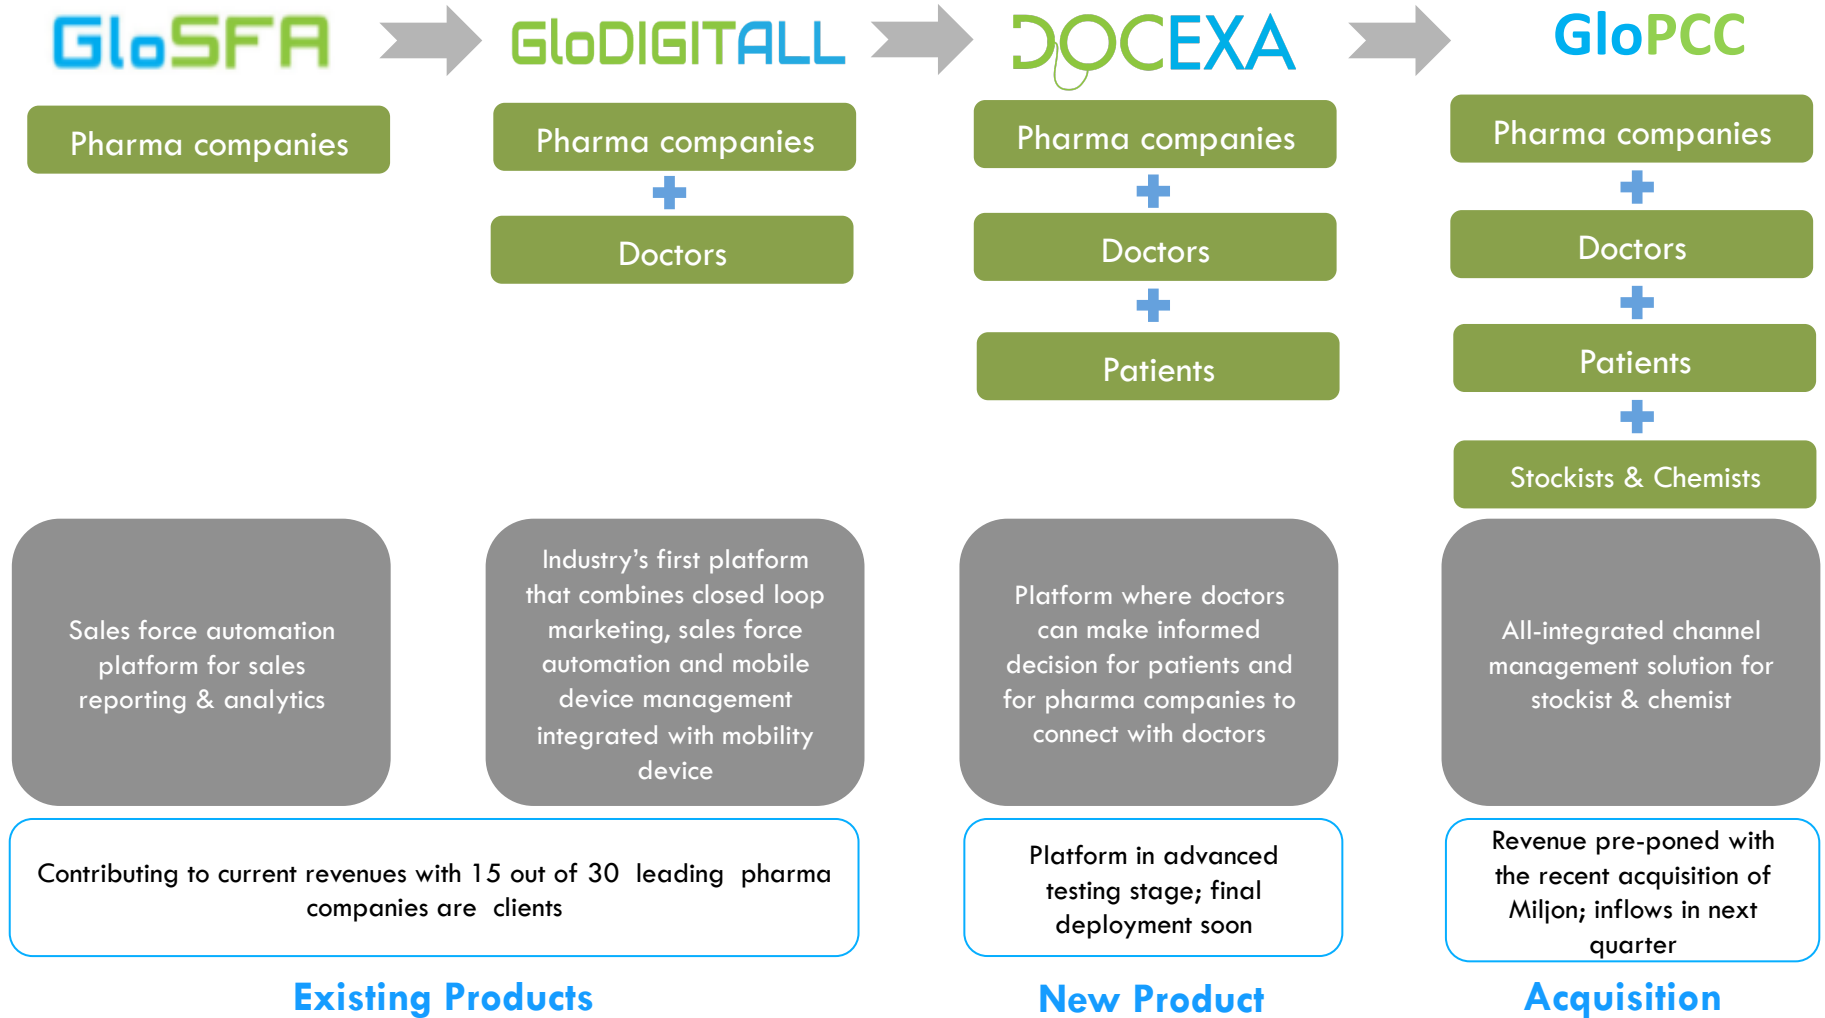 GloSFA
GloDIGITALL
DOCEXA
GloPCC
Pharma companies
Pharma companies
Doctors
Pharma companies
Doctors
Patients
Pharma companies
Doctors
Patients
Stockists & Chemists
Sales force automation
platform for sales
reporting & analytics
Industry's first platform
that combines closed loop
marketing, sales force
automation and mobile
device management
integrated with mobility
device
Platform where doctors
can make informed
decision for patients and
for pharma companies to
connect with doctors
All-integrated channel
management solution for
stockist & chemist
Contributing to current revenues with 15 out of 30 leading pharma
companies are clients
Platform in advanced
testing stage; final
deployment soon
Revenue pre-poned with
the recent acquisition of
Miljon; inflows in next
quarter
Existing Products
New Product
Acquisition